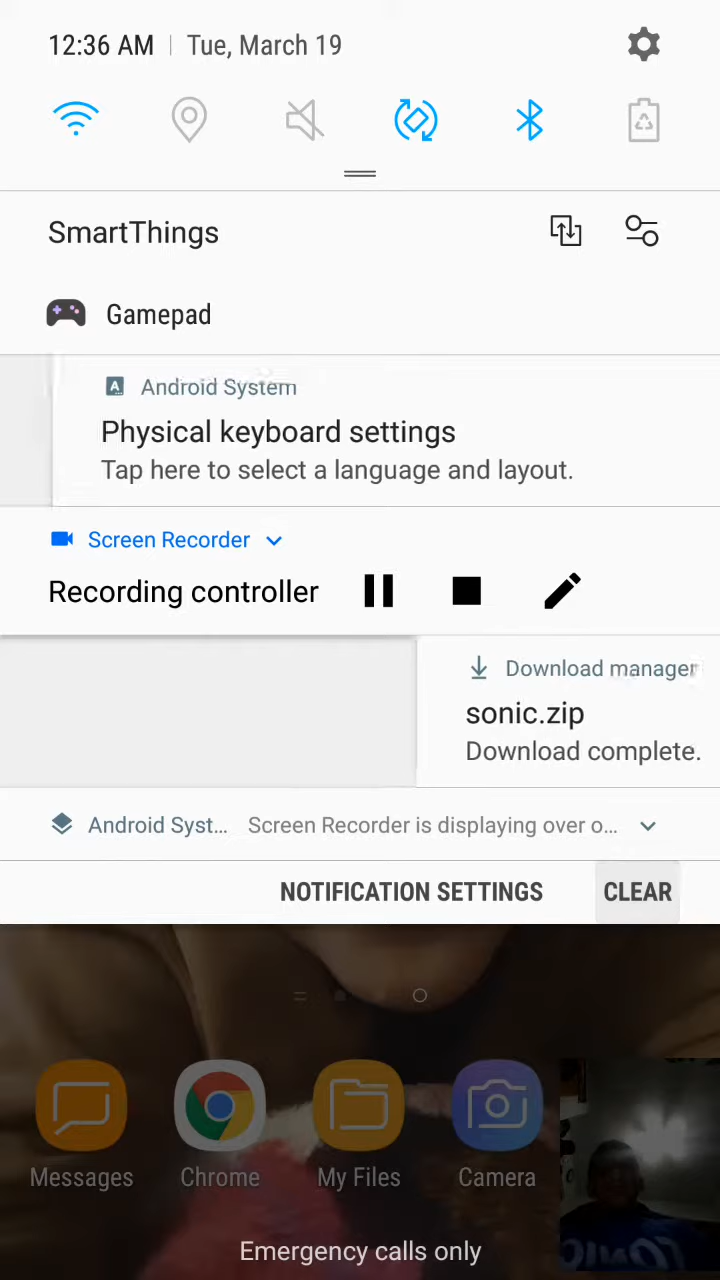 12:36 AM | Tue, March 19
SmartThings
Gamepad
Android System
Physical keyboard settings
Tap here to select a language and layout.
Screen Recorder
Recording controller
Download manager
sonic.zip
Download complete.
Android Syst... Screen Recorder is displaying over o...
NOTIFICATION SETTINGS CLEAR
Messages Chrome My Files Camera
Emergency calls only